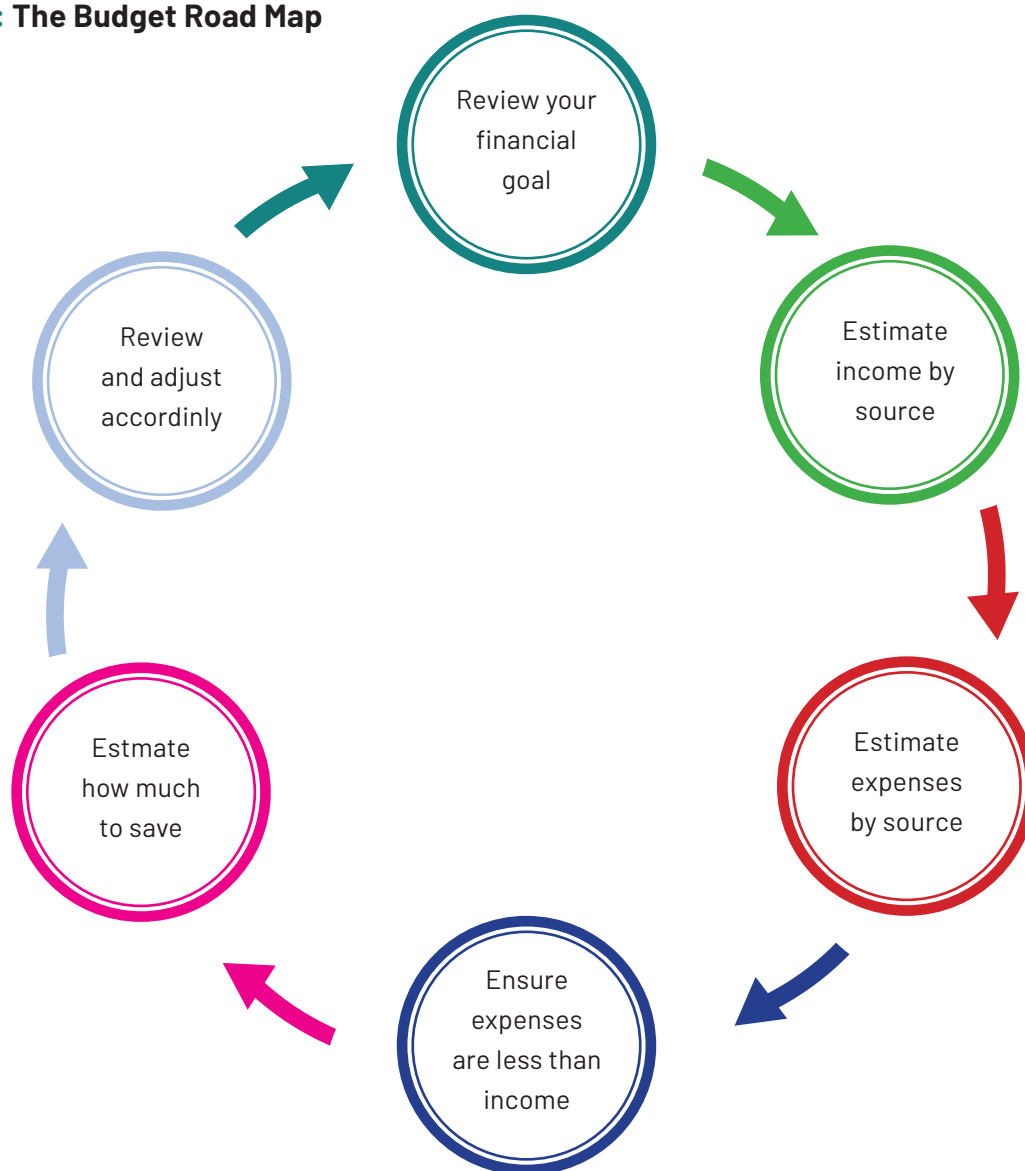 : The Budget Road Map
Review your
financial
goal
Estimate
income by
source
Estimate
expenses
by source
Ensure
expenses
are less than
income
Estmate
how much
to save
Review
and adjust
accordinly